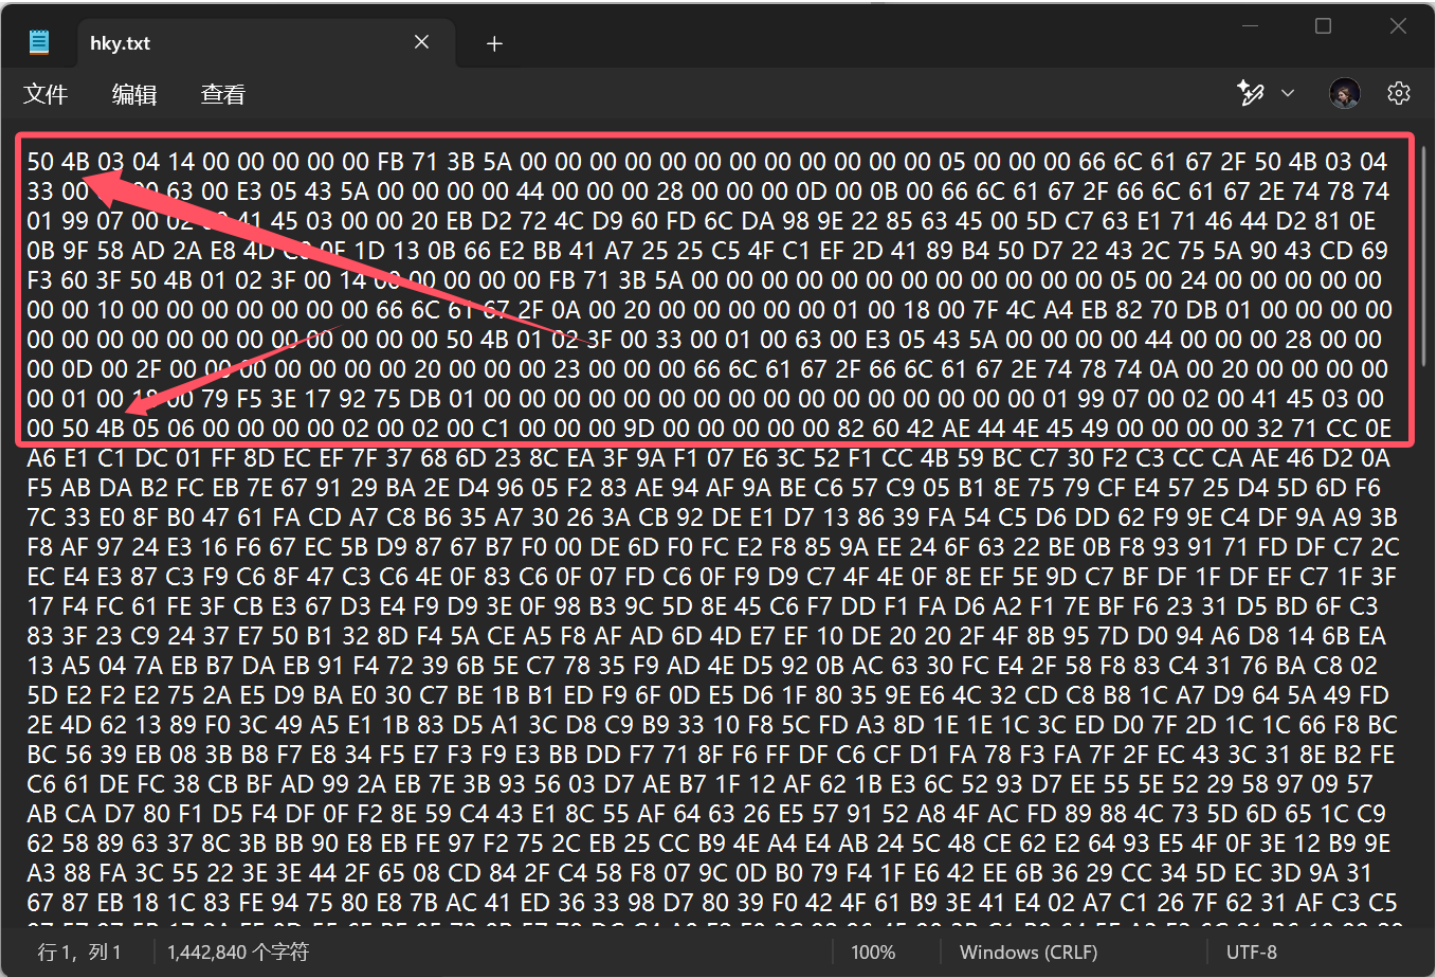 hky.txt
文件 编辑 查看
50 4B 03 04 14 00 00 00 00 00 FB 71 3B 5A 00 00 00 00 00 00 00 00 00 00 00 00 05 00 00 00 66 6C 61 67 2F 50 4B 03 04
33 00 00 63 00 E3 05 43 5A 00 00 00 00 44 00 00 00 28 00 00 00 0D 00 0B 00 66 6C 61 67 2F 66 6C 61 67 2E 74 78 74
01 99 07 00 02 41 45 03 00 00 20 EB D2 72 4C D9 60 FD 6C DA 98 9E 22 85 63 45 00 5D C7 63 E1 71 46 44 D2 81 0E
0B 9F 58 AD 2A E8 4D 0F 1D 13 0B 66 E2 BB 41 A7 25 25 C5 4F C1 EF 2D 41 89 B4 50 D7 22 43 2C 75 5A 90 43 CD 69
F3 60 3F 50 4B 01 02 3F 00 14 00 00 00 00 00 FB 71 3B 5A 00 00 00 00 00 00 00 00 00 00 00 00 05 00 24 00 00 00 00 00
00 00 10 00 00 00 00 00 00 00 66 6C 61 67 2F 0A 00 20 00 00 00 00 00 01 00 18 00 7F 4C A4 EB 82 70 DB 01 00 00 00 00
00 00 00 00 00 00 00 00 00 00 00 00 50 4B 01 02 3F 00 33 00 01 00 63 00 E3 05 43 5A 00 00 00 00 44 00 00 00 28 00 00
00 0D 00 2F 00 00 00 00 00 00 00 20 00 00 00 23 00 00 00 66 6C 61 67 2F 66 6C 61 67 2E 74 78 74 0A 00 20 00 00 00 00
00 01 00 18 00 79 F5 3E 17 92 75 DB 01 00 00 00 00 00 00 00 00 00 00 00 00 00 00 00 00 01 99 07 00 02 00 41 45 03 00
00 50 4B 05 06 00 00 00 00 02 00 02 00 C1 00 00 00 9D 00 00 00 00 00 82 60 42 AE 44 4E 45 49 00 00 00 00 32 71 CC 0E
A6 E1 C1 DC 01 FF 8D EC EF 7F 37 68 6D 23 8C EA 3F 9A F1 07 E6 3C 52 F1 CC 4B 59 BC C7 30 F2 C3 CC CA AE 46 D2 0A
F5 AB DA B2 FC EB 7E 67 91 29 BA 2E D4 96 05 F2 83 AE 94 AF 9A BE C6 57 C9 05 B1 8E 75 79 CF E4 57 25 D4 5D 6D F6
7C 33 E0 8F B0 47 61 FA CD A7 C8 B6 35 A7 30 26 3A CB 92 DE E1 D7 13 86 39 FA 54 C5 D6 DD 62 F9 9E C4 DF 9A A9 3B
F8 AF 97 24 E3 16 F6 67 EC 5B D9 87 67 B7 F0 00 DE 6D F0 FC E2 F8 85 9A EE 24 6F 63 22 BE 0B F8 93 91 71 FD DF C7 2C
EC E4 E3 87 C3 F9 C6 8F 47 C3 C6 4E 0F 83 C6 0F 07 FD C6 0F F9 D9 C7 4F 4E 0F 8E EF 5E 9D C7 BF DF 1F DF EF C7 1F 3F
17 F4 FC 61 FE 3F CB E3 67 D3 E4 F9 D9 3E 0F 98 B3 9C 5D 8E 45 C6 F7 DD F1 FA D6 A2 F1 7E BF F6 23 31 D5 BD 6F C3
83 3F 23 C9 24 37 E7 50 B1 32 8D F4 5A CE A5 F8 AF AD 6D 4D E7 EF 10 DE 20 20 2F 4F 8B 95 7D D0 94 A6 D8 14 6B EA
13 A5 04 7A EB B7 DA EB 91 F4 72 39 6B 5E C7 78 35 F9 AD 4E D5 92 0B AC 63 30 FC E4 2F 58 F8 83 C4 31 76 BA C8 02
5D E2 F2 E2 75 2A E5 D9 BA E0 30 C7 BE 1B B1 ED F9 6F 0D E5 D6 1F 80 35 9E E6 4C 32 CD C8 B8 1C A7 D9 64 5A 49 FD
2E 4D 62 13 89 F0 3C 49 A5 E1 1B 83 D5 A1 3C D8 C9 B9 33 10 F8 5C FD A3 8D 1E 1E 1C 3C ED D0 7F 2D 1C 1C 66 F8 BC
BC 56 39 EB 08 3B B8 F7 E8 34 F5 E7 F3 F9 E3 BB DD F7 71 8F F6 FF DF C6 CF D1 FA 78 F3 FA 7F 2F EC 43 3C 31 8E B2 FE
C6 61 DE FC 38 CB BF AD 99 2A EB 7E 3B 93 56 03 D7 AE B7 1F 12 AF 62 1B E3 6C 52 93 D7 EE 55 5E 52 29 58 97 09 57
AB CA D7 80 F1 D5 F4 DF 0F F2 8E 59 C4 43 E1 8C 55 AF 64 63 26 E5 57 91 52 A8 4F AC FD 89 88 4C 73 5D 6D 65 1C C9
62 58 89 63 37 8C 3B BB 90 E8 EB FE 97 F2 75 2C EB 25 CC B9 4E A4 E4 AB 24 5C 48 CE 62 E2 64 93 E5 4F 0F 3E 12 B9 9E
A3 88 FA 3C 55 22 3E 3E 44 2F 65 08 CD 84 2F C4 58 F8 07 9C 0D B0 79 F4 1F E6 42 EE 6B 36 29 CC 34 5D EC 3D 9A 31
67 87 EB 18 1C 83 FE 94 75 80 E8 7B AC 41 ED 36 33 98 D7 80 39 F0 42 4F 61 B9 3E 41 E4 02 A7 C1 26 7F 62 31 AF C3 C5
行 1，列 1 1,442,840 个字符 100% Windows (CRLF) UTF-8